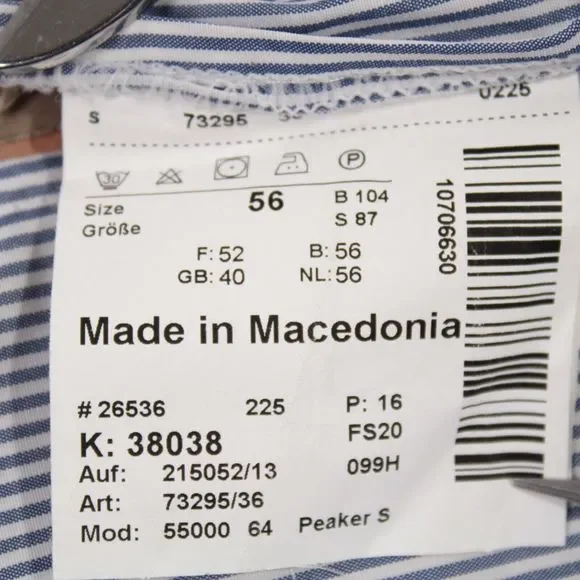 0225
S 73295
30 P
Size 56 B 104
Größe S 87
F: 52 B: 56
GB: 40 NL: 56
10706630
Made in Macedonia
# 26536 225 P: 16
K: 38038 FS20
Auf: 215052/13 099H
Art: 73295/36
Mod: 55000 64 Peaker S